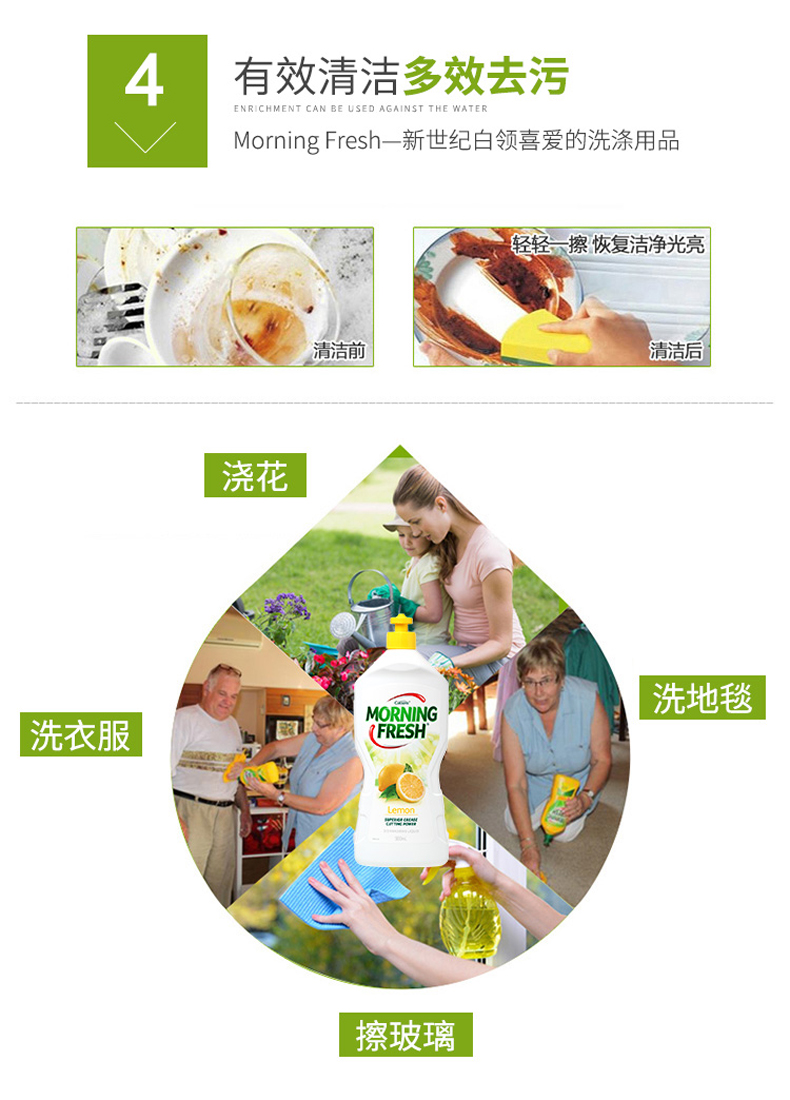 4
有效清洁多效去污
ENRICHMENT CAN BE USED AGAINST THE WATER
Morning Fresh—新世纪白领喜爱的洗涤用品
清洁前
轻轻一擦 恢复洁净光亮
清洁后
浇花
洗衣服
洗地毯
MORNING
FRESH
Lemon
SUPERIOR GREASE
CUTTING POWER
擦玻璃